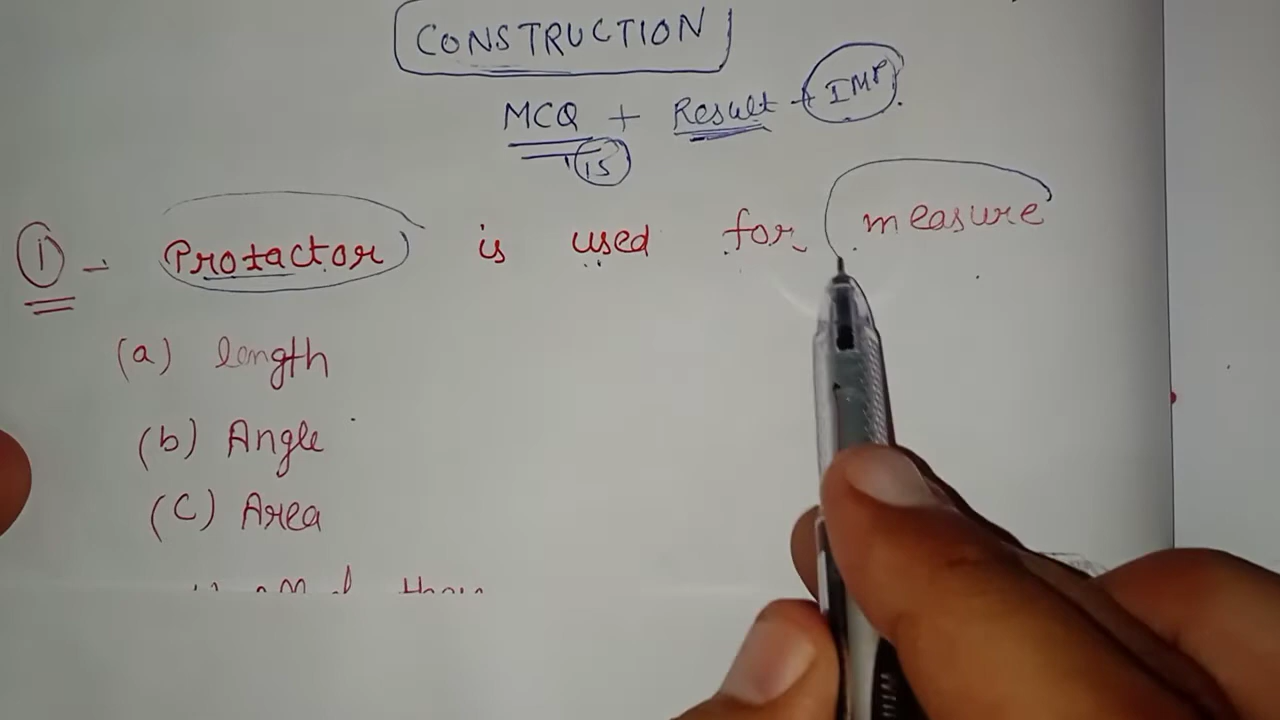 CONSTRUCTION
MCQ + Result + IMP.
15
1 - Protactor is used for measure
(a) length
(b) Angle
(C) Area